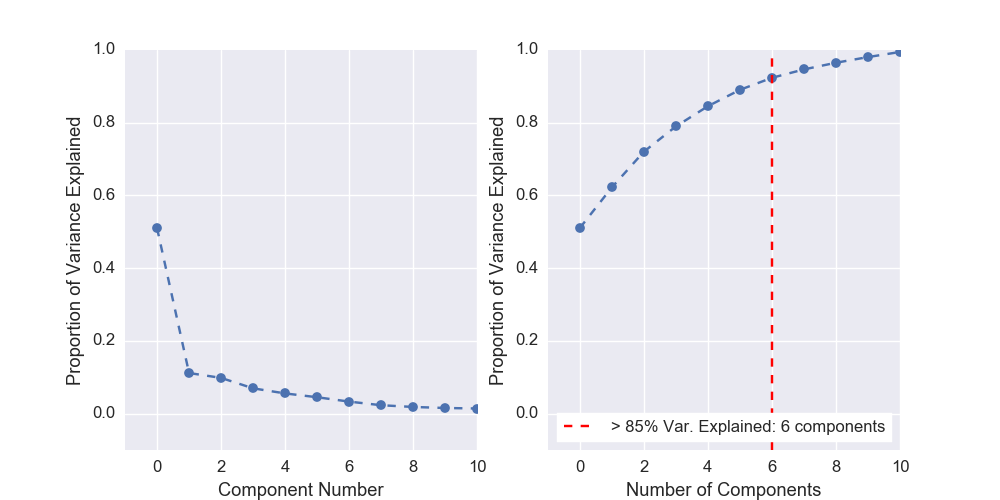 1.0
0.8
0.6
0.4
0.2
0.0
Proportion of Variance Explained
0 2 4 6 8 10
Component Number
1.0
0.8
0.6
0.4
0.2
0.0
Proportion of Variance Explained
> 85% Var. Explained: 6 components
0 2 4 6 8 10
Number of Components